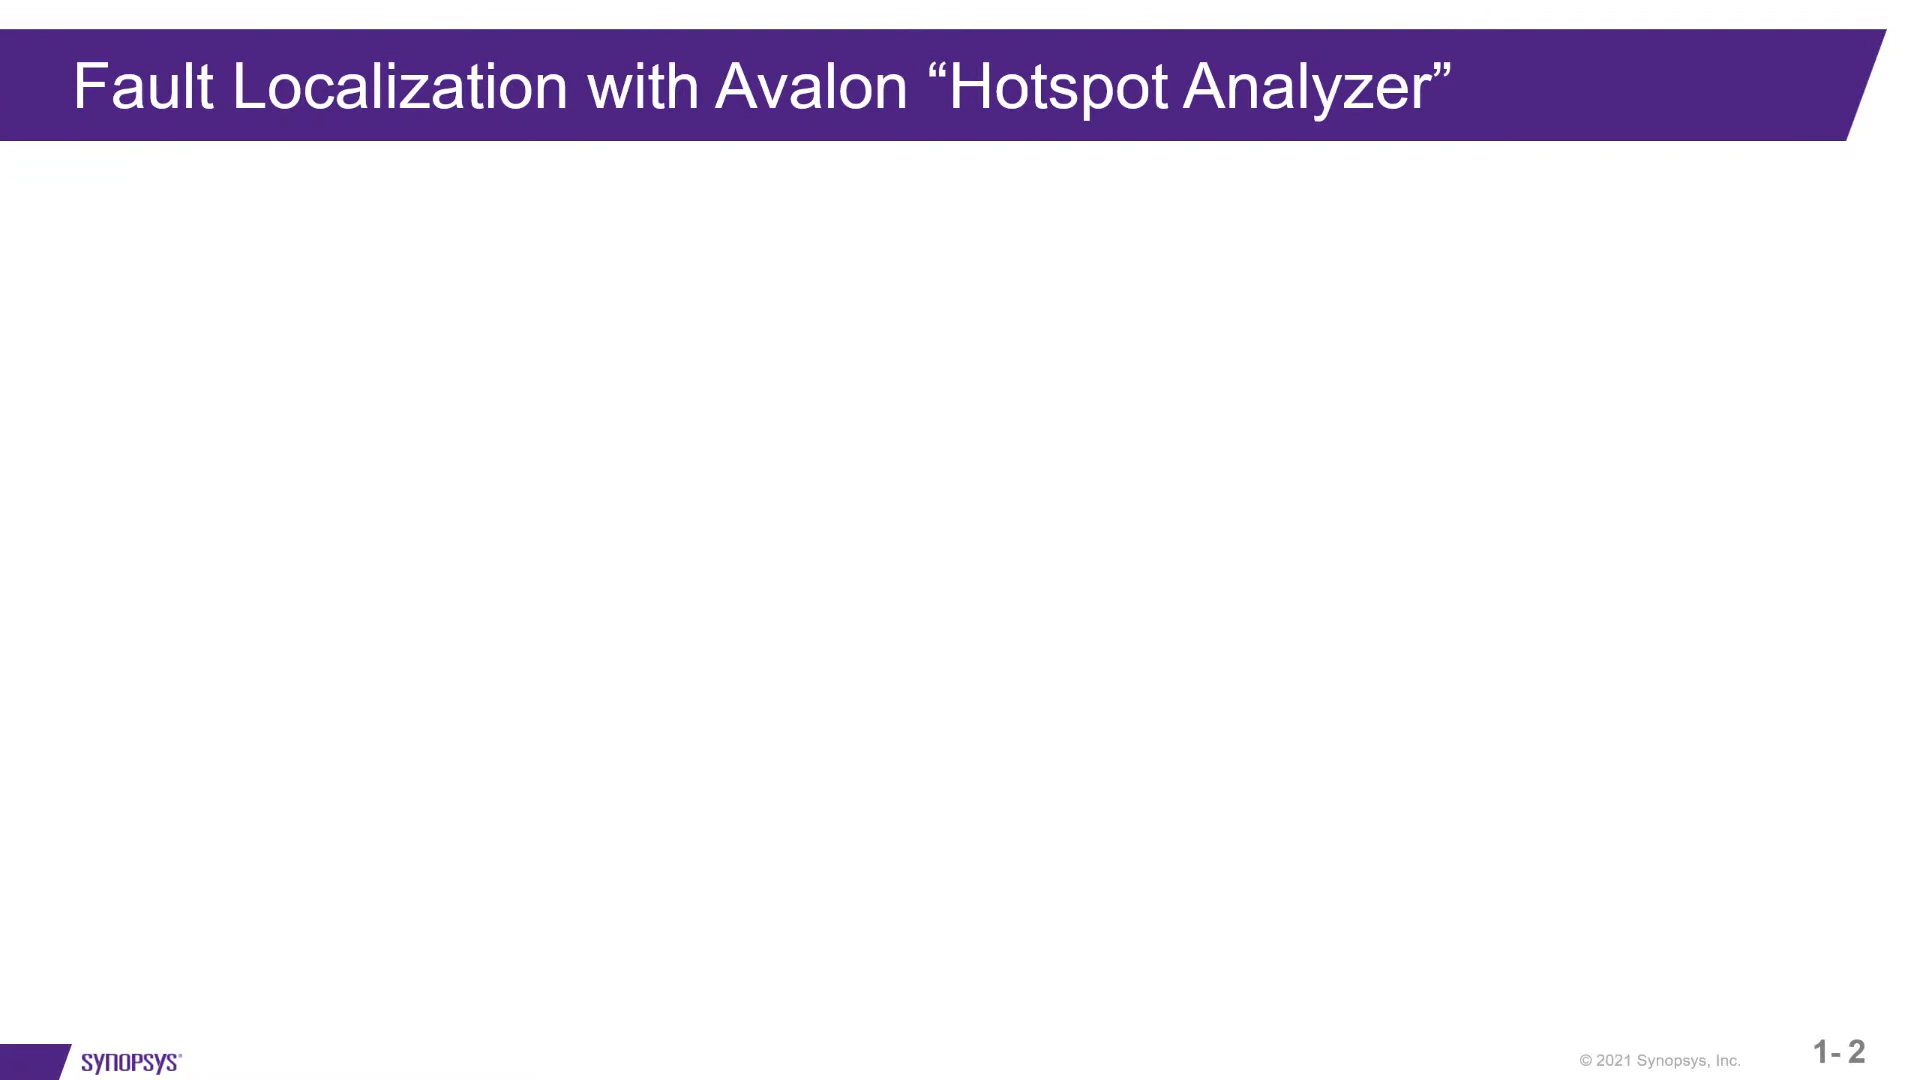 Fault Localization with Avalon “Hotspot Analyzer”
SYNOPSYS®
© 2021 Synopsys, Inc.
1- 2